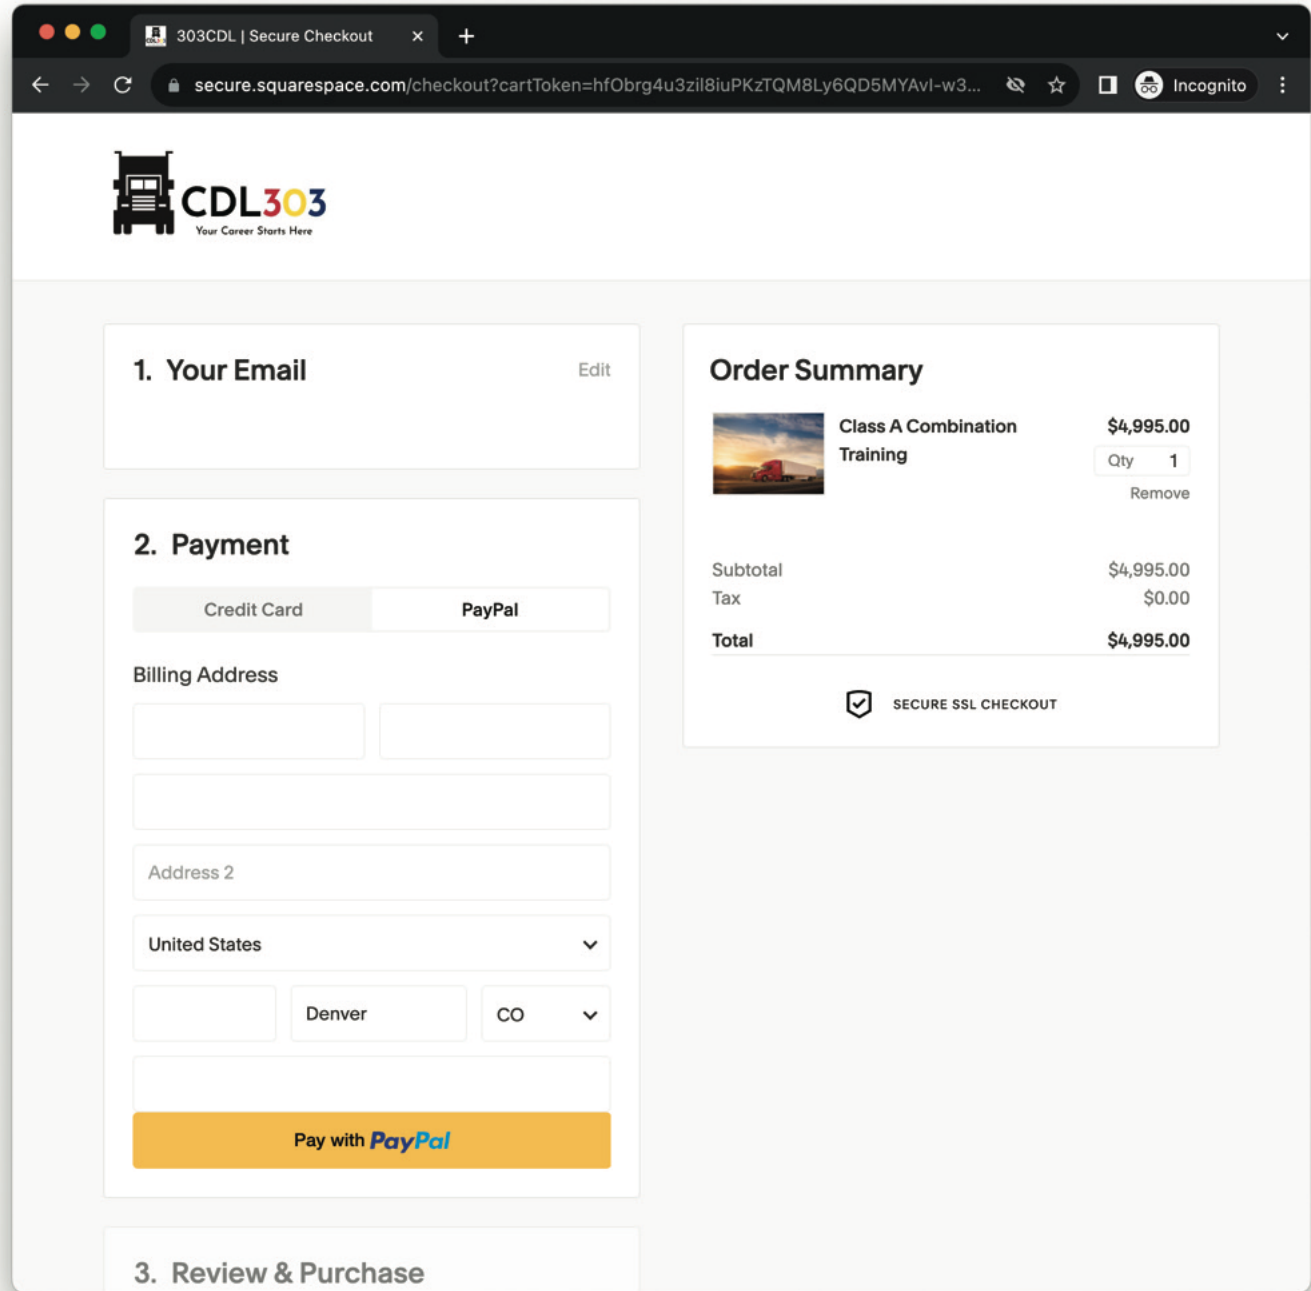 303CDL | Secure Checkout
secure.squarespace.com/checkout?cartToken=hfObrg4u3zil8iuPKzTQM8Ly6QD5MYAvI-w3...
Incognito
CDL303
Your Career Starts Here
1. Your Email
Edit
2. Payment
Credit Card
PayPal
Billing Address
Address 2
United States
Denver
CO
Pay with PayPal
3. Review & Purchase
Order Summary
Class A Combination
Training
$4,995.00
Qty 1
Remove
Subtotal $4,995.00
Tax $0.00
Total $4,995.00
SECURE SSL CHECKOUT